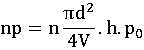 np = n πd²/4V . h. p₀